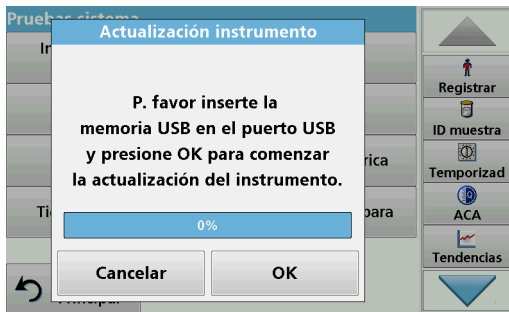 Pruebas sistema
Actualización instrumento
P. favor inserte la
memoria USB en el puerto USB
y presione OK para comenzar
la actualización del instrumento.
0%
Cancelar
OK
Principal
Registrar
ID muestra
Temporizad
ACA
Tendencias